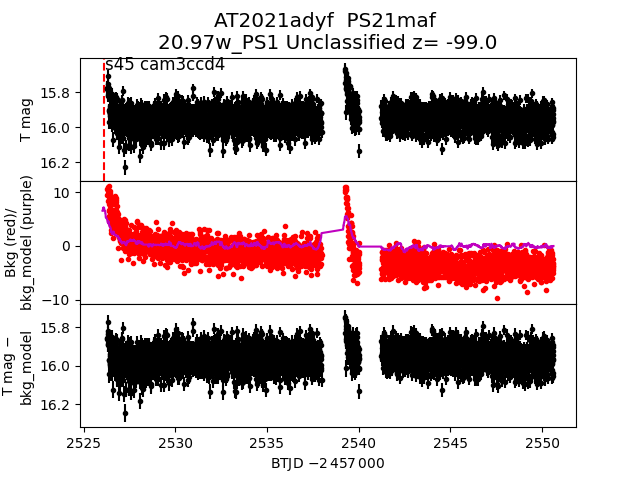 AT2021adyf  PS21maf
20.97w_PS1 Unclassified z= -99.0
s45 cam3ccd4
T mag
15.8
16.0
16.2
Bkg (red)/
bkg_model (purple)
10
0
−10
T mag −
bkg_model
15.8
16.0
16.2
2525
2530
2535
2540
2545
2550
BTJD −2 457 000